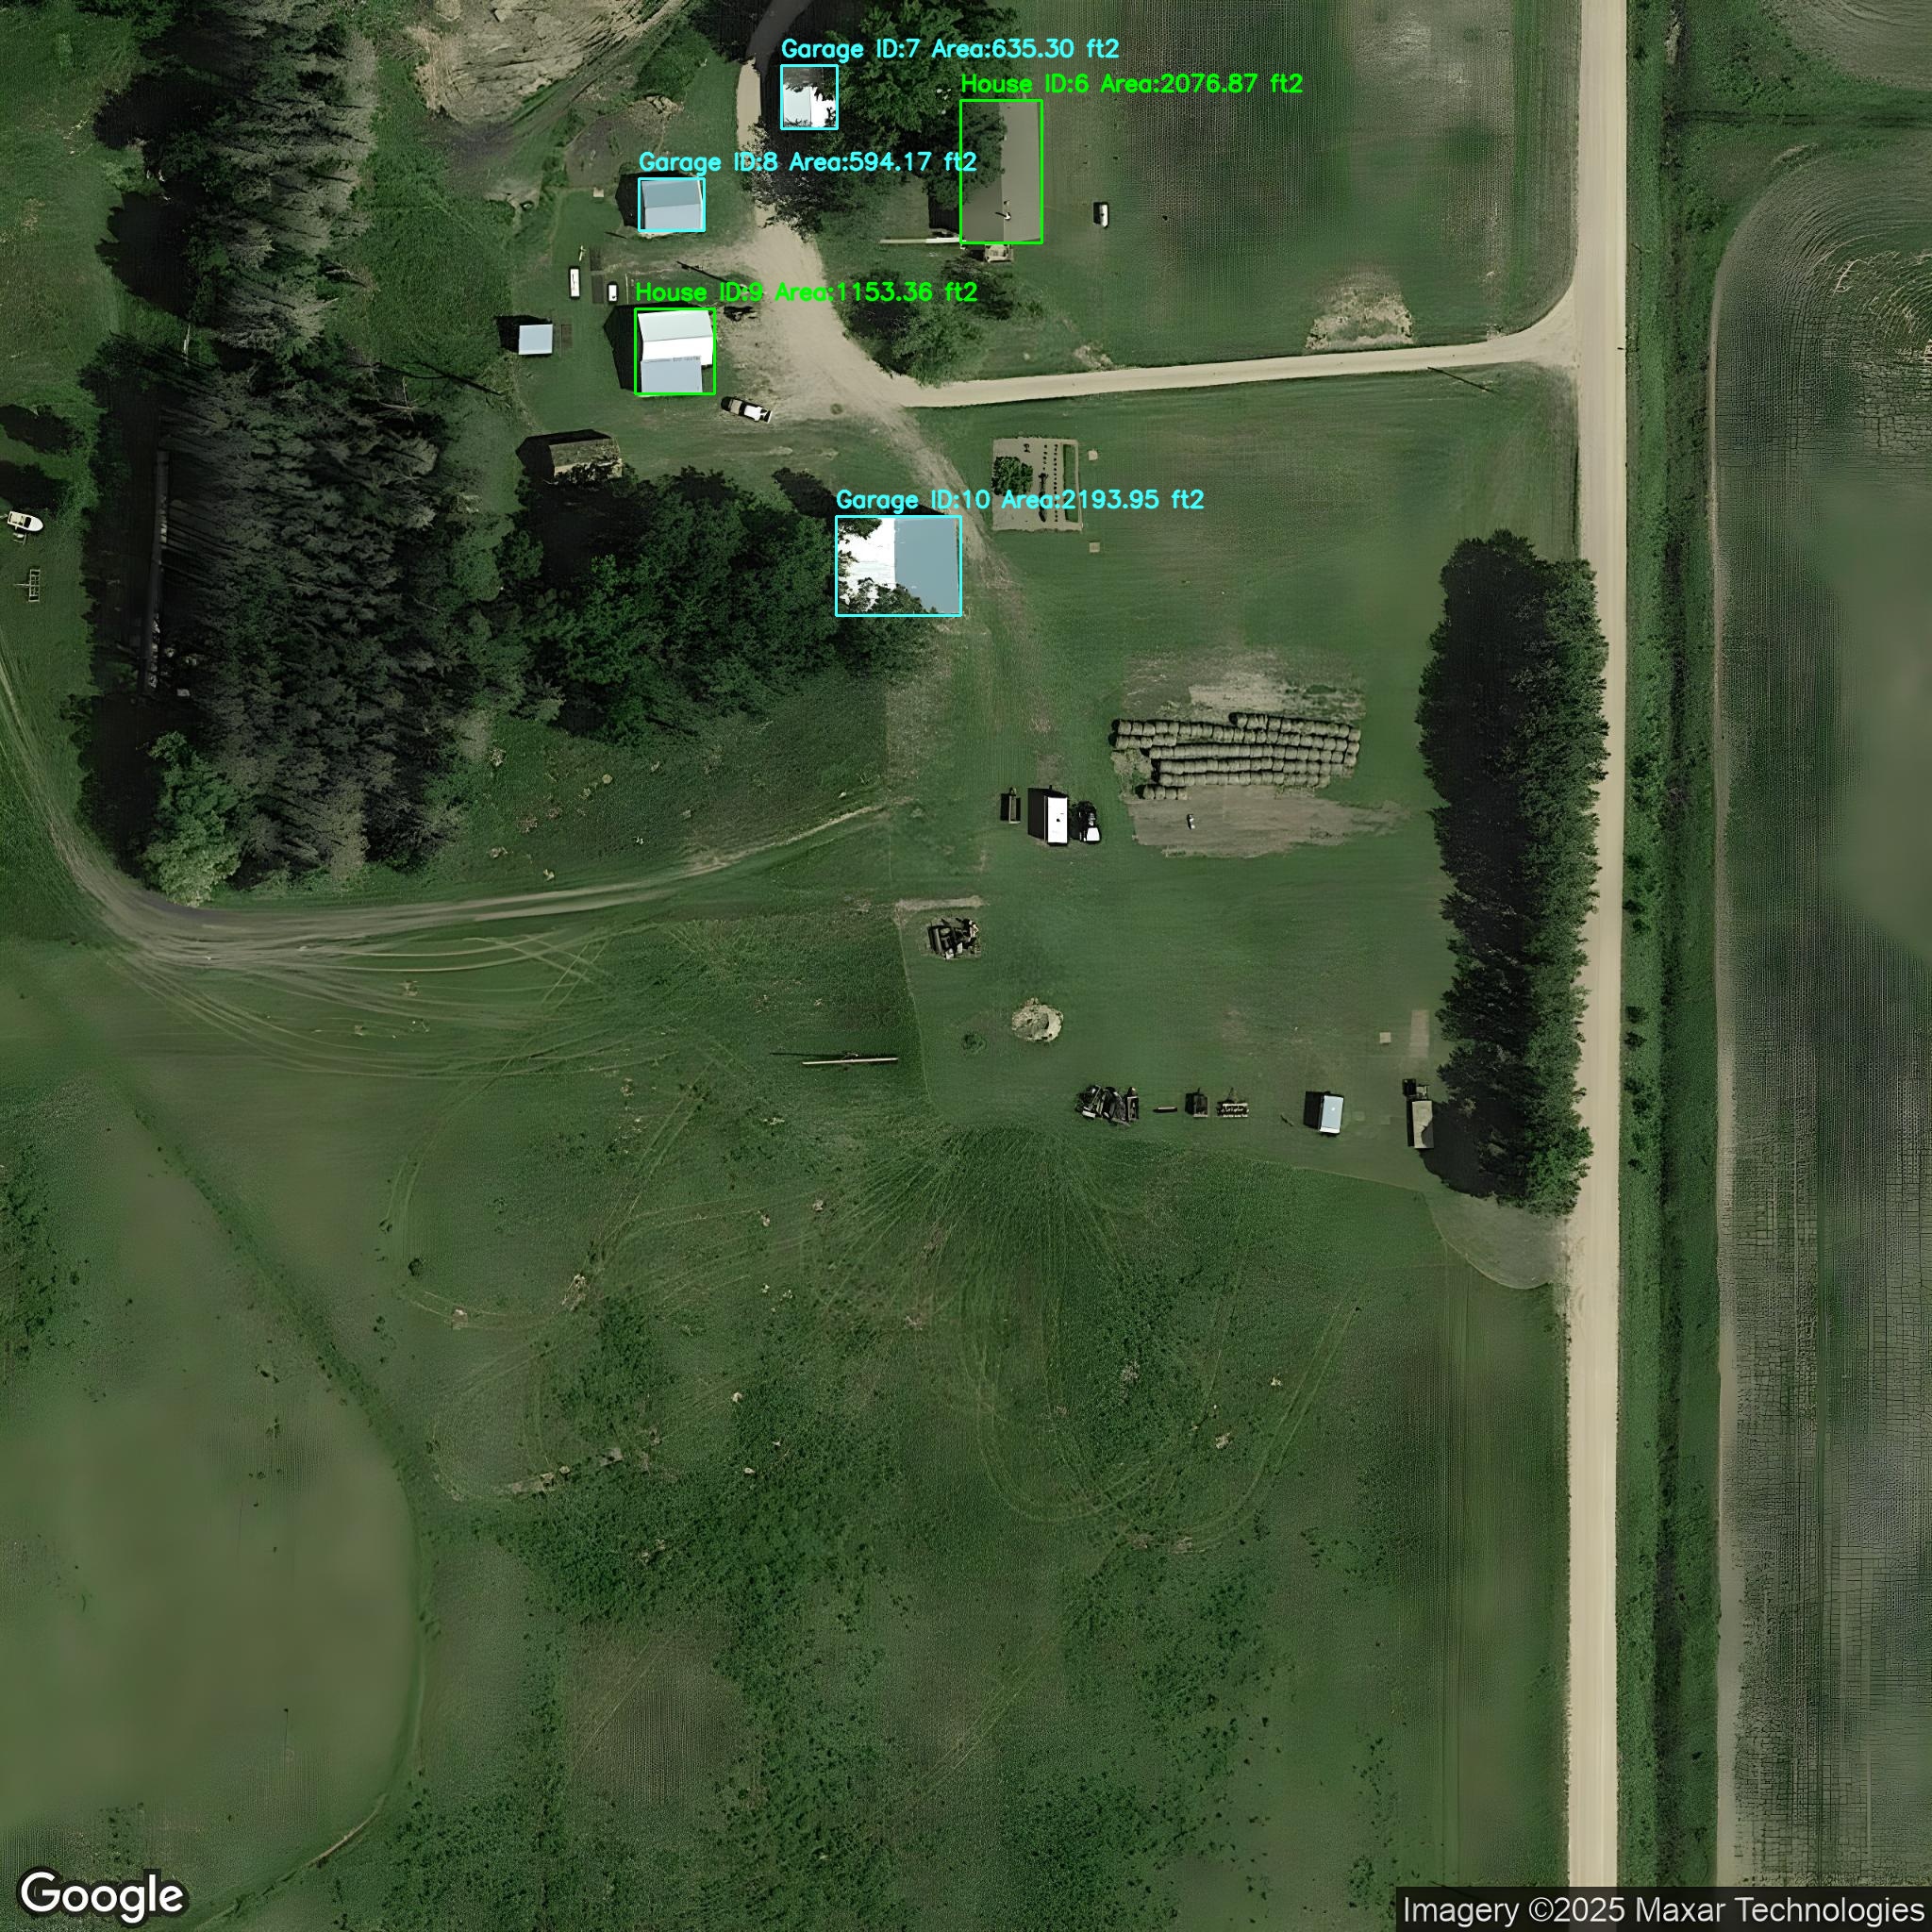 Garage ID:7 Area:635.30 ft2
House ID:6 Area:2076.87 ft2
Garage ID:8 Area:594.17 ft2
House ID:9 Area:1153.36 ft2
Garage ID:10 Area:2193.95 ft2
Google
Imagery ©2025 Maxar Technologies